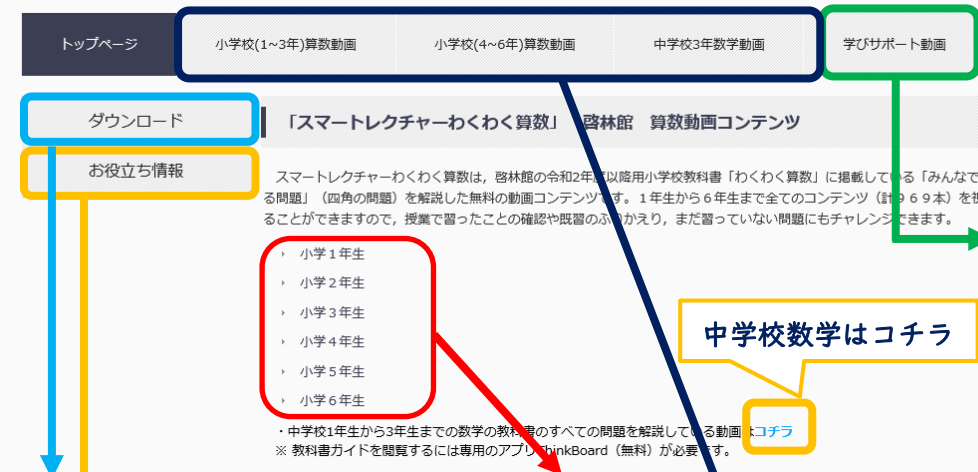 トップページ
小学校(1~3年)算数動画
小学校(4~6年)算数動画
中学校3年数学動画
学びサポート動画
ダウンロード
お役立ち情報
「スマートレクチャーわくわく算数」 啓林館 算数動画コンテンツ
スマートレクチャーわくわく算数は，啓林館の令和2年度以降用小学校教科書「わくわく算数」に掲載している「みんなで
る問題」（四角の問題）を解説した無料の動画コンテンツです。1年生から6年生まで全てのコンテンツ（計969本）を視
ることができますので，授業で習ったことの確認や既習のふりかえり，まだ習っていない問題にもチャレンジできます。
小学1年生
小学2年生
小学3年生
小学4年生
小学5年生
小学6年生
中学校数学はコチラ
・中学校1年生から3年生までの数学の教科書のすべての問題を解説している動画はコチラ
※ 教科書ガイドを閲覧するには専用のアプリThinkBoard（無料）が必要です。